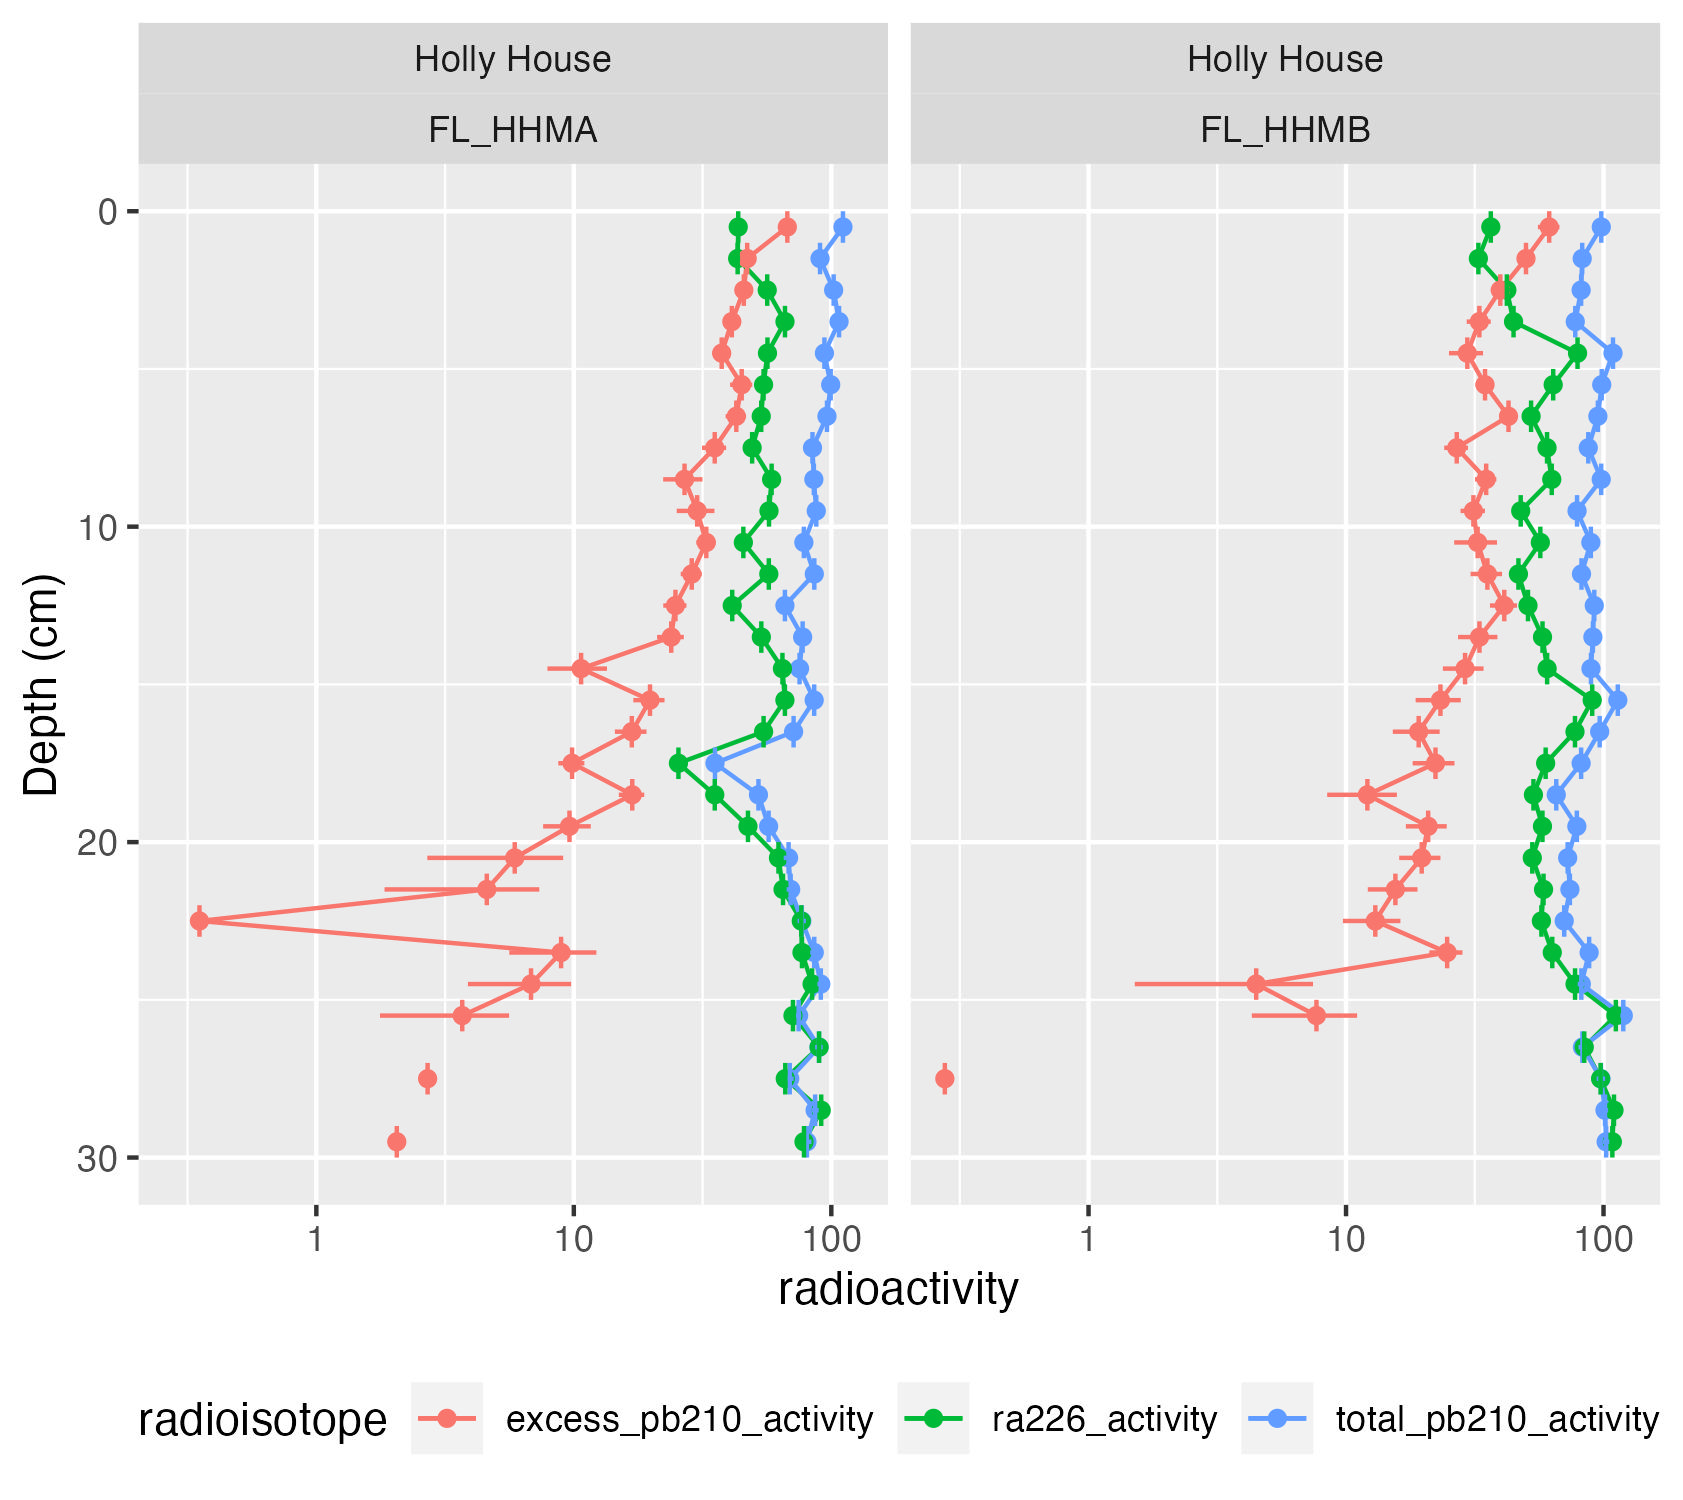 Holly House Holly House
FL_HHMA FL_HHMB
0
10
20
30
Depth (cm)
1 10 100 1 10 100
radioactivity
radioisotope excess_pb210_activity ra226_activity total_pb210_activity